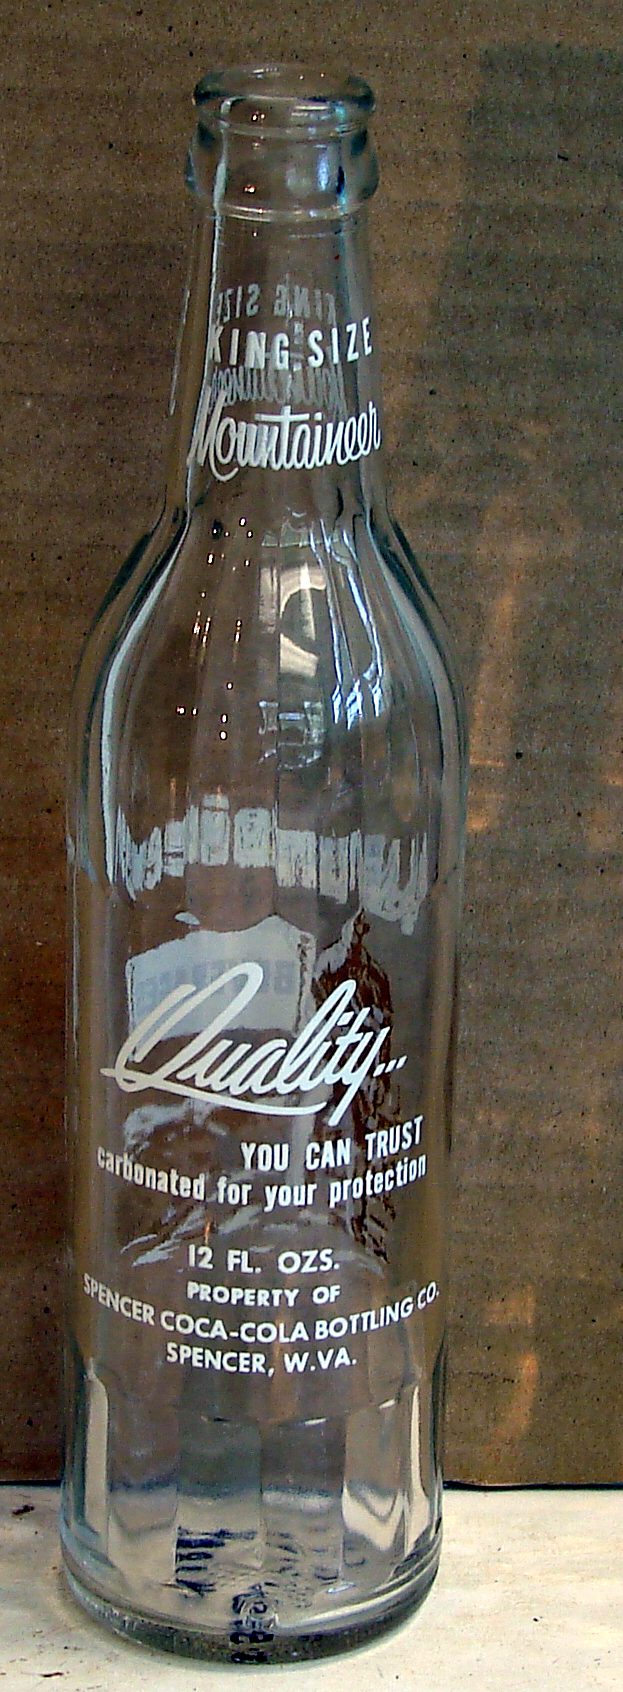 KING SIZE
Mountaineer
Quality...
YOU CAN TRUST
carbonated for your protection
12 FL. OZS.
PROPERTY OF
SPENCER COCA-COLA BOTTLING CO.
SPENCER, W.VA.